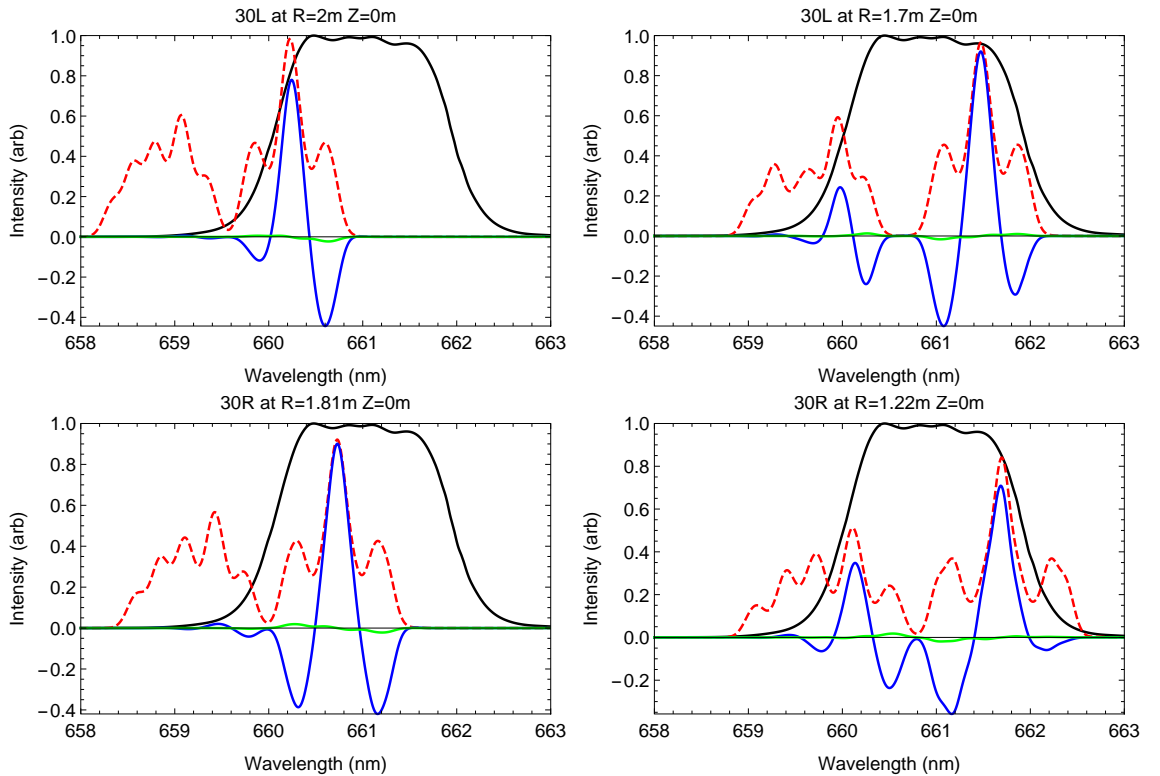 30L at R=2m Z=0m
1.0
0.8
0.6
0.4
0.2
0.0
−0.2
−0.4
Intensity (arb)
658 659 660 661 662 663
Wavelength (nm)
30L at R=1.7m Z=0m
1.0
0.8
0.6
0.4
0.2
0.0
−0.2
−0.4
Intensity (arb)
658 659 660 661 662 663
Wavelength (nm)
30R at R=1.81m Z=0m
1.0
0.8
0.6
0.4
0.2
0.0
−0.2
−0.4
Intensity (arb)
658 659 660 661 662 663
Wavelength (nm)
30R at R=1.22m Z=0m
1.0
0.8
0.6
0.4
0.2
0.0
−0.2
Intensity (arb)
658 659 660 661 662 663
Wavelength (nm)